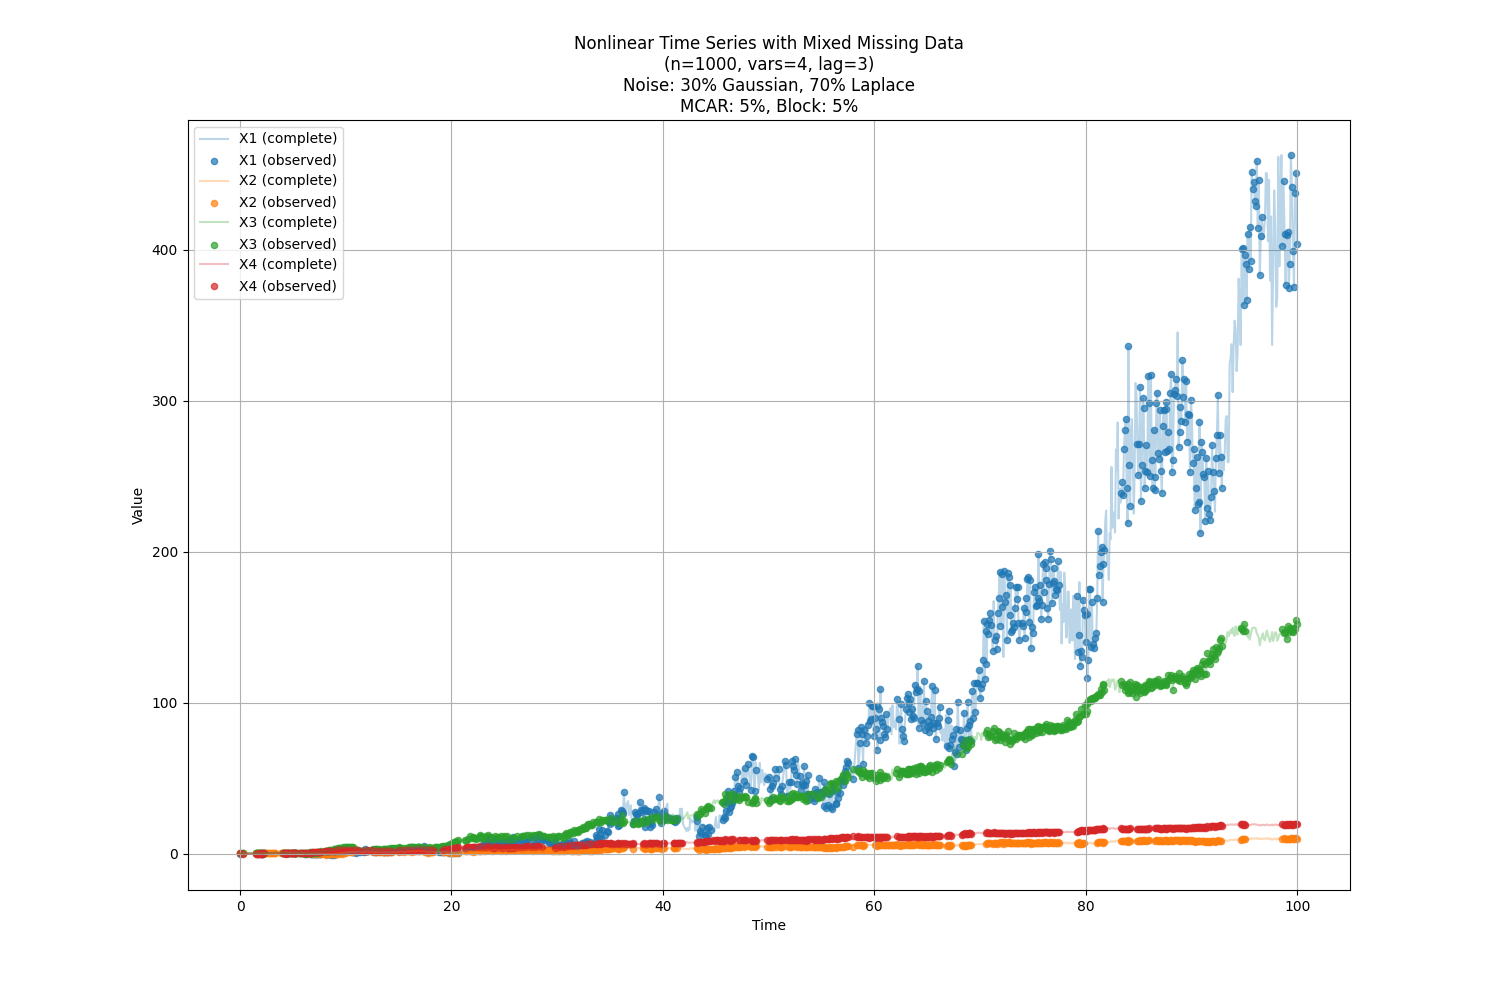 Nonlinear Time Series with Mixed Missing Data
(n=1000, vars=4, lag=3)
Noise: 30% Gaussian, 70% Laplace
MCAR: 5%, Block: 5%
X1 (complete)
X1 (observed)
X2 (complete)
X2 (observed)
X3 (complete)
X3 (observed)
X4 (complete)
X4 (observed)
400
300
200
100
0
Value
0 20 40 60 80 100
Time